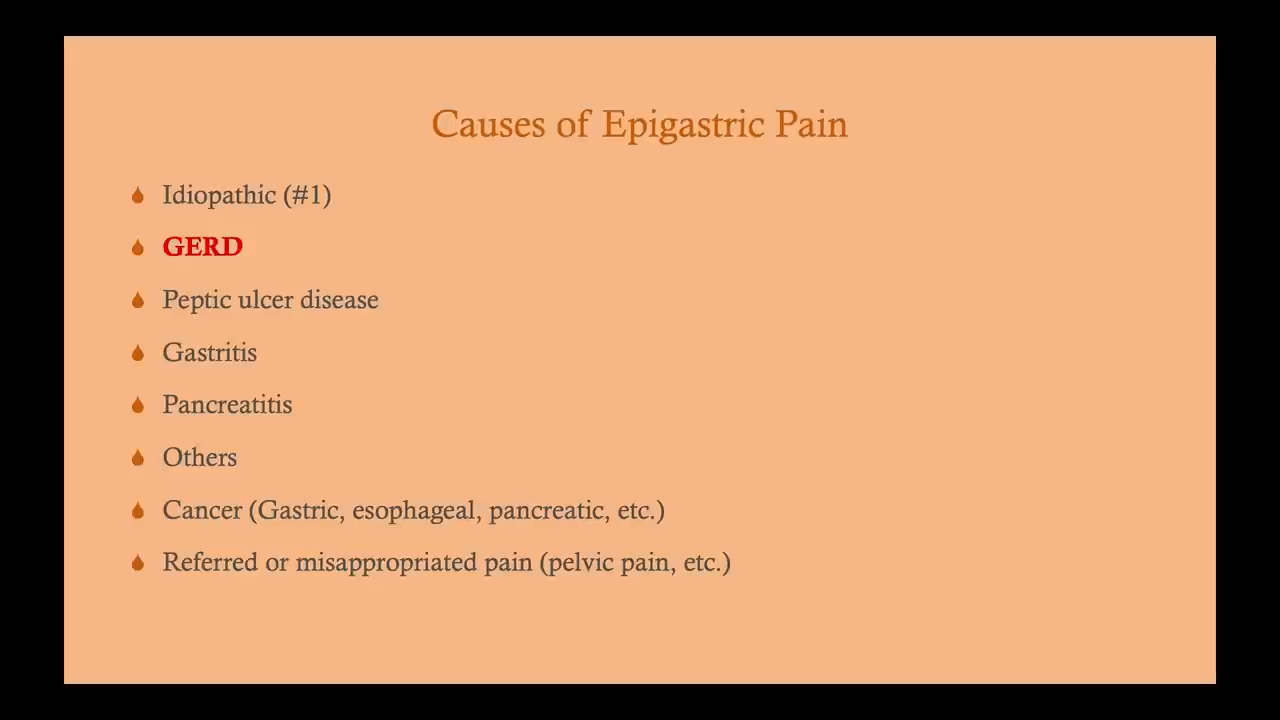 Causes of Epigastric Pain
Idiopathic (#1)
GERD
Peptic ulcer disease
Gastritis
Pancreatitis
Others
Cancer (Gastric, esophageal, pancreatic, etc.)
Referred or misappropriated pain (pelvic pain, etc.)